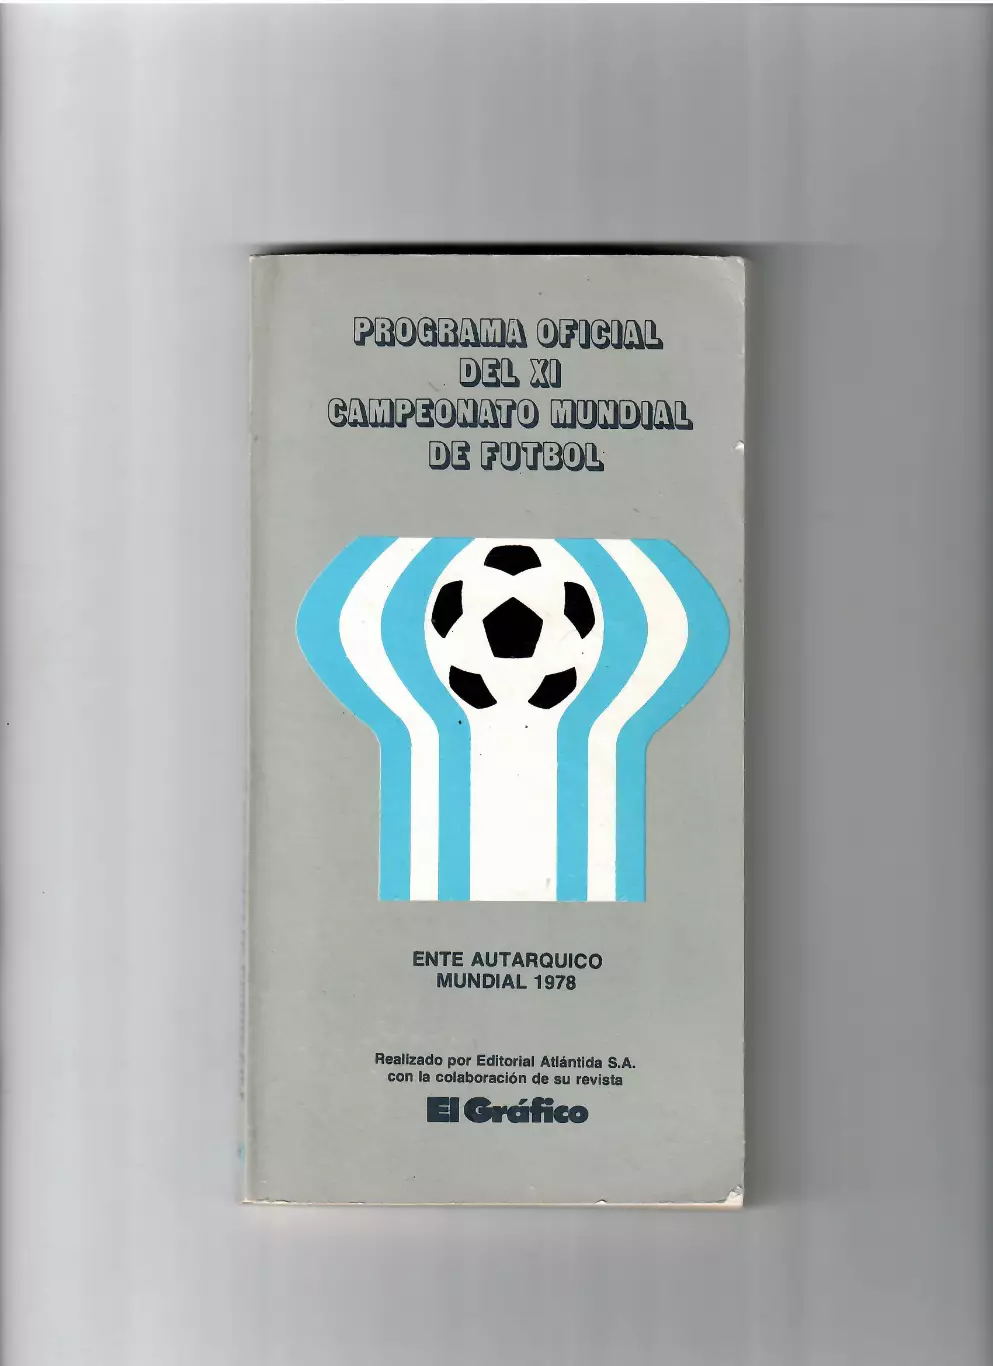 PROGRAMA OFICIAL
DEL XI
CAMPEONATO MUNDIAL
DE FUTBOL
ENTE AUTARQUICO
MUNDIAL 1978
Realizado por Editorial Atlántida S.A.
con la colaboración de su revista
El Gráfico